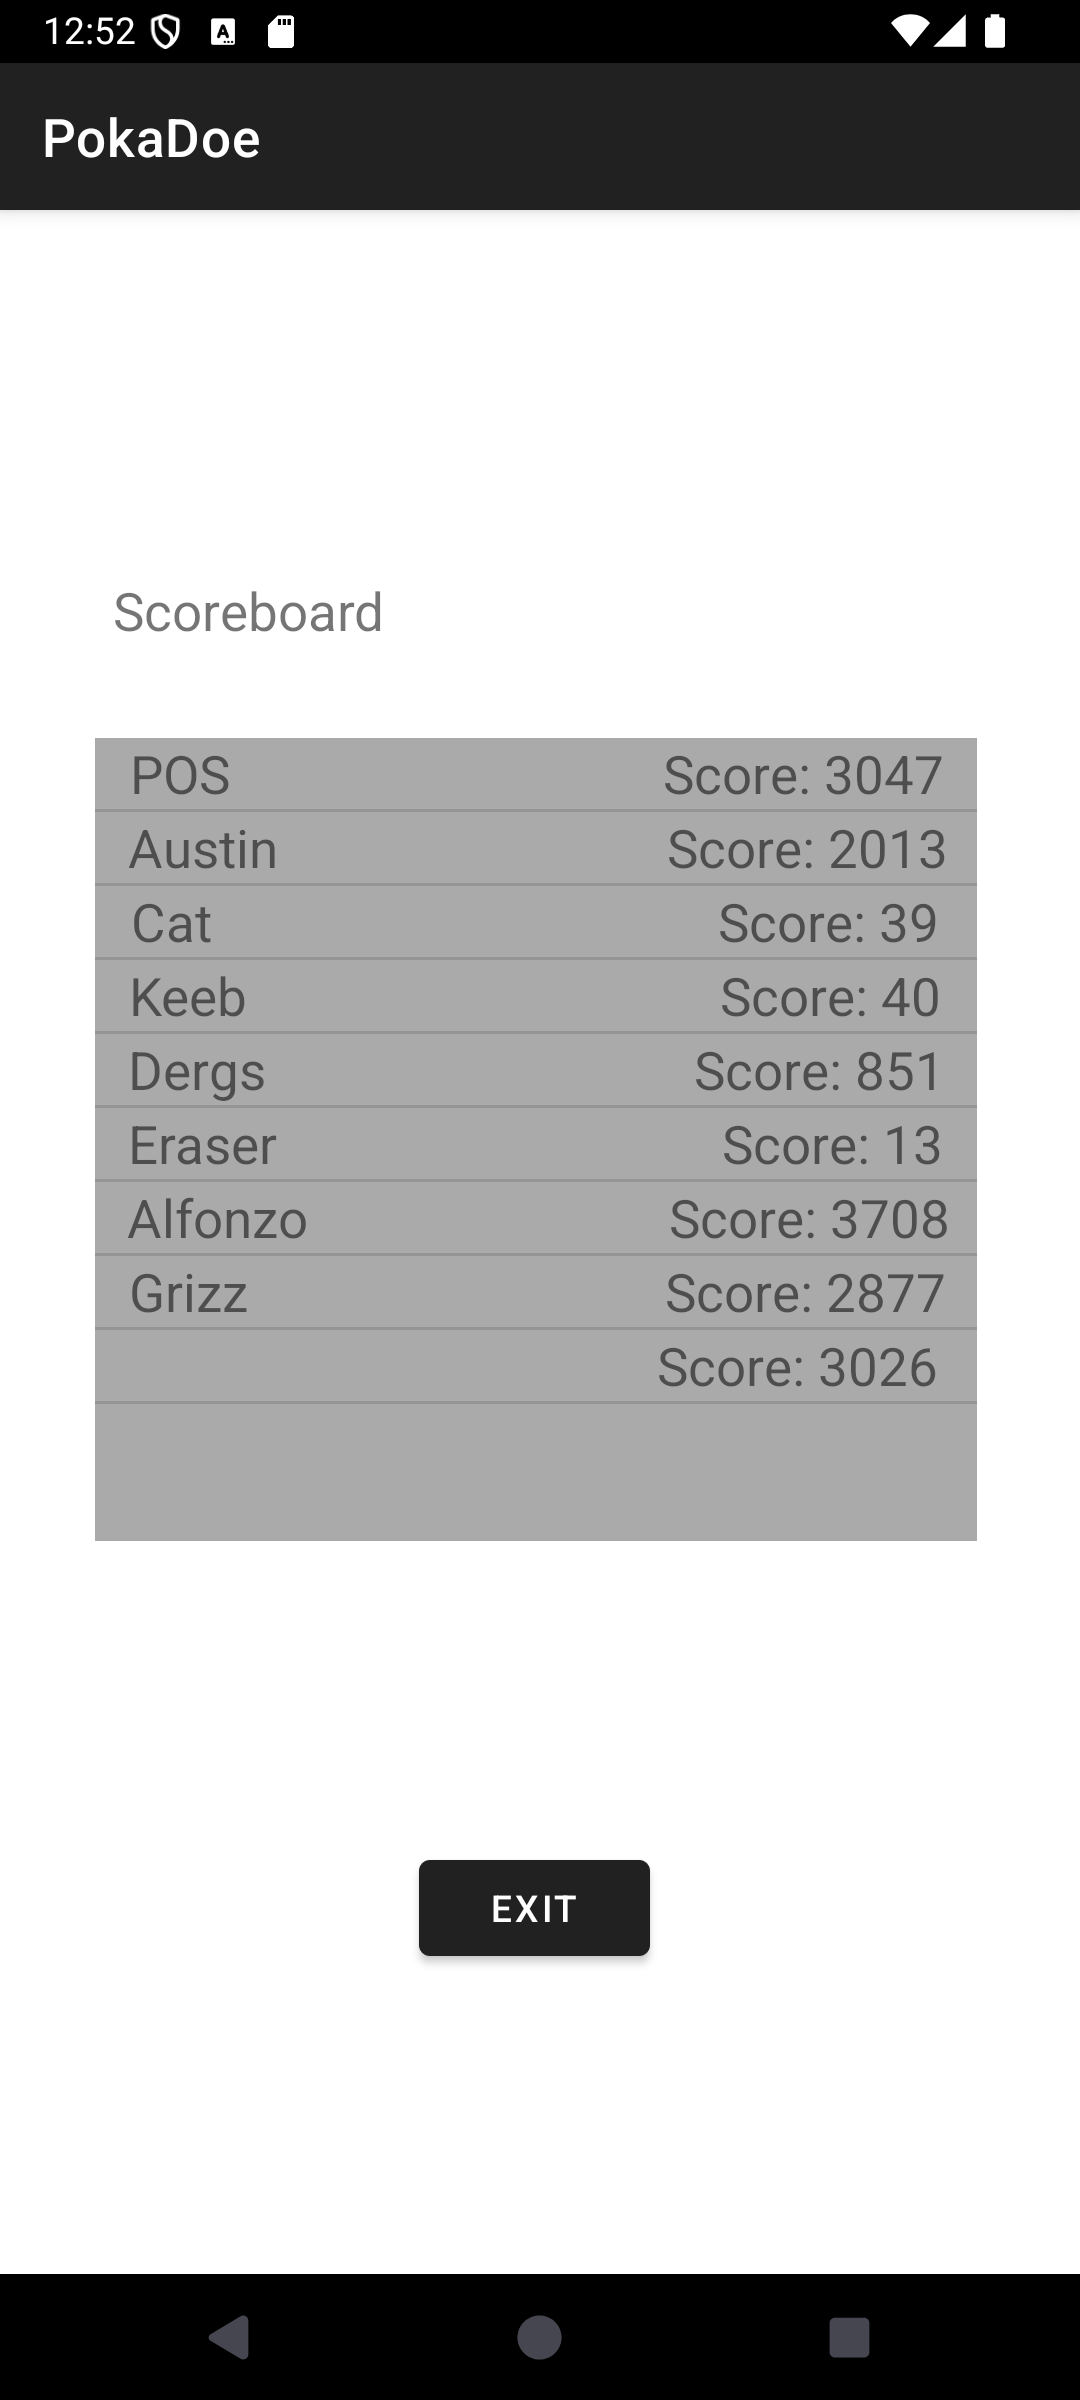 12:52
PokaDoe
Scoreboard
POS Score: 3047
Austin Score: 2013
Cat Score: 39
Keeb Score: 40
Dergs Score: 851
Eraser Score: 13
Alfonzo Score: 3708
Grizz Score: 2877
Score: 3026
EXIT